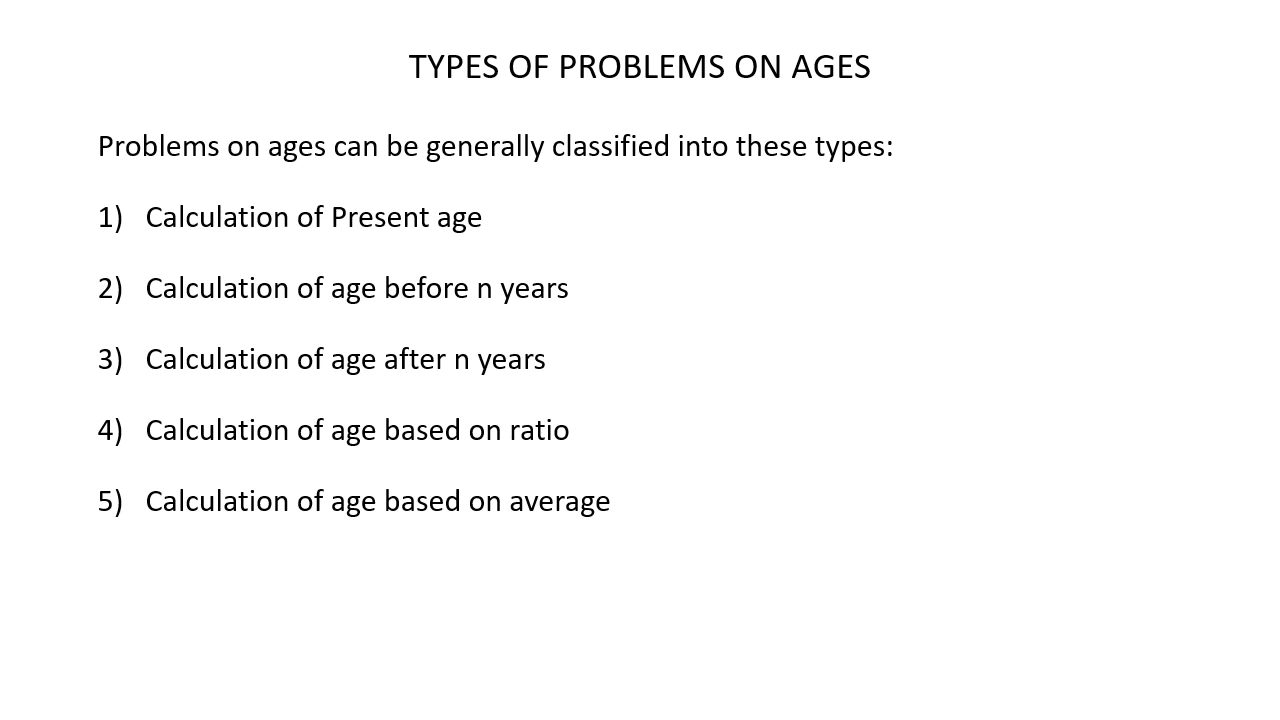 TYPES OF PROBLEMS ON AGES
Problems on ages can be generally classified into these types:
1) Calculation of Present age
2) Calculation of age before n years
3) Calculation of age after n years
4) Calculation of age based on ratio
5) Calculation of age based on average